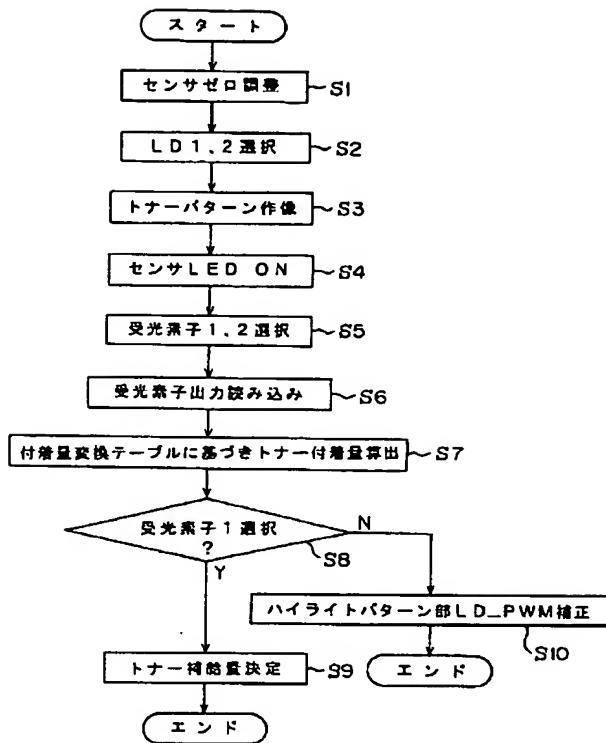 スタート
センサゼロ調整 S1
LD1、2選択 S2
トナーパターン作像 S3
センサLED ON S4
受光素子1、2選択 S5
受光素子出力読み込み S6
付着量変換テーブルに基づきトナー付着量算出 S7
受光素子1選択
?
S8
N
Y
ハイライトパターン部LD_PWM補正
S10
トナー補給量決定 S9
エンド
エンド